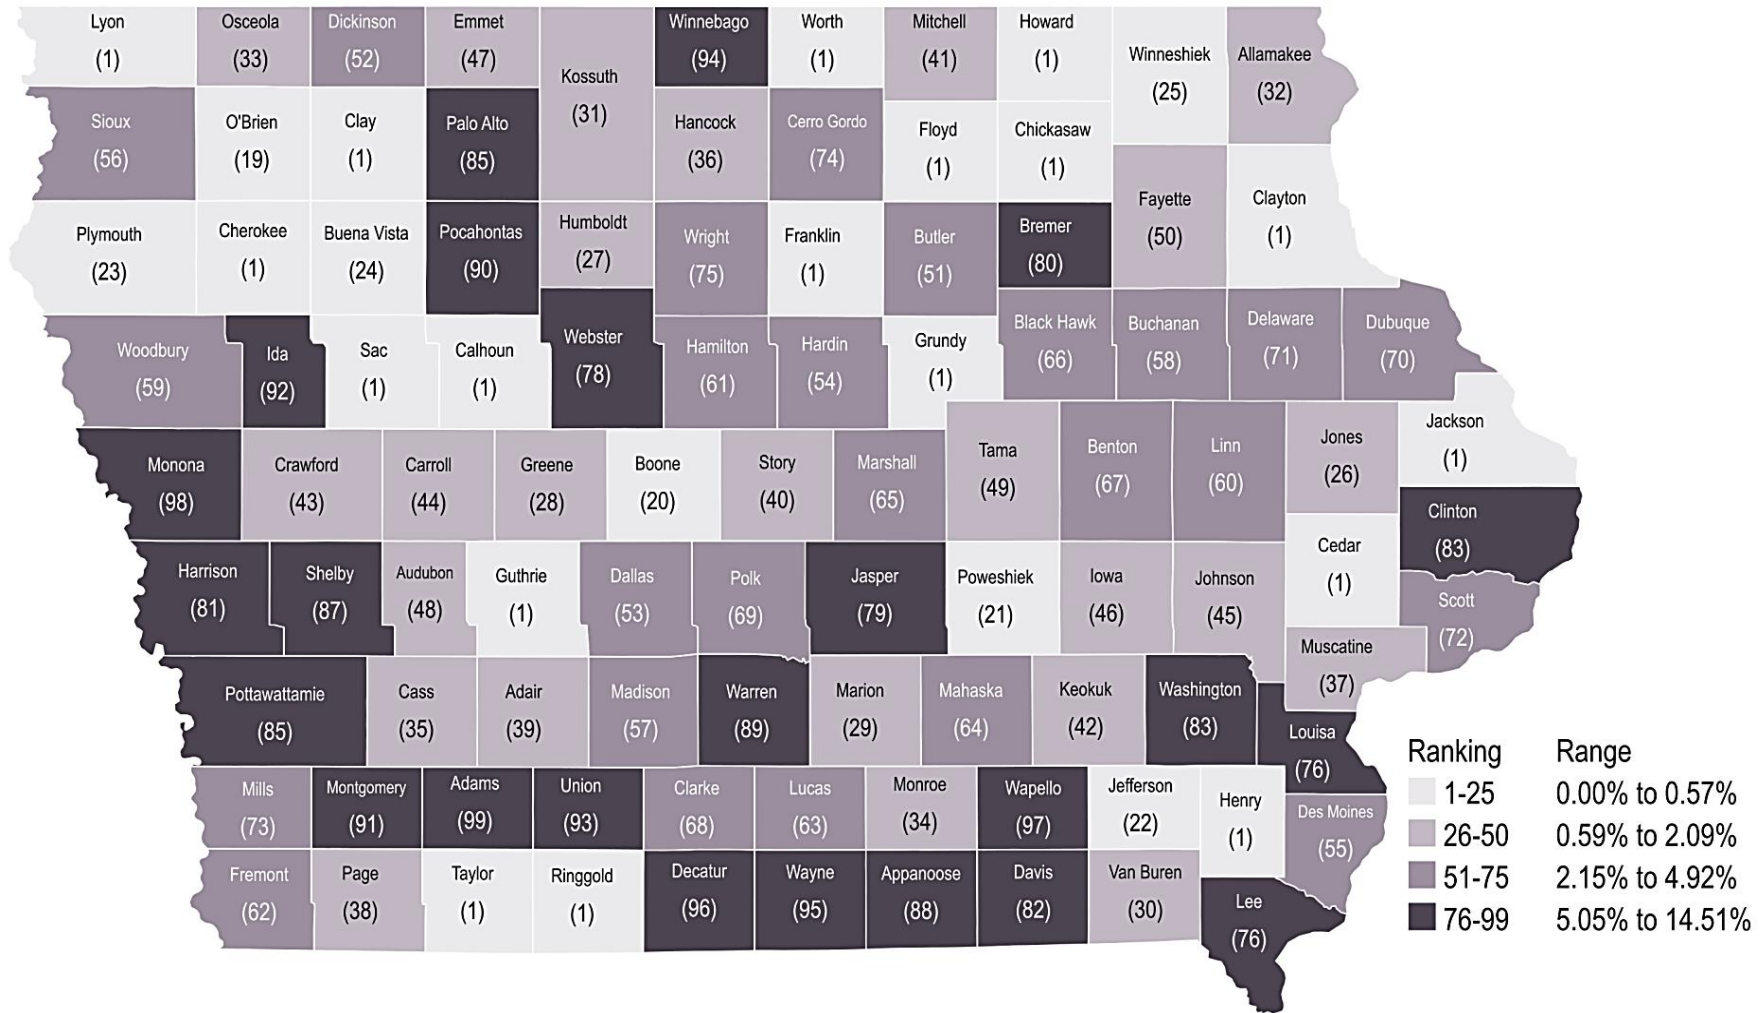 Lyon
(1)
Osceola
(33)
Dickinson
(52)
Emmet
(47)
Kossuth
(31)
Winnebago
(94)
Worth
(1)
Mitchell
(41)
Howard
(1)
Winneshiek
(25)
Allamakee
(32)
Sioux
(56)
O'Brien
(19)
Clay
(1)
Palo Alto
(85)
Hancock
(36)
Cerro Gordo
(74)
Floyd
(1)
Chickasaw
(1)
Fayette
(50)
Clayton
(1)
Plymouth
(23)
Cherokee
(1)
Buena Vista
(24)
Pocahontas
(90)
Humboldt
(27)
Wright
(75)
Franklin
(1)
Butler
(51)
Bremer
(80)
Woodbury
(59)
Ida
(92)
Sac
(1)
Calhoun
(1)
Webster
(78)
Hamilton
(61)
Hardin
(54)
Grundy
(1)
Black Hawk
(66)
Buchanan
(58)
Delaware
(71)
Dubuque
(70)
Jackson
(1)
Monona
(98)
Crawford
(43)
Carroll
(44)
Greene
(28)
Boone
(20)
Story
(40)
Marshall
(65)
Tama
(49)
Benton
(67)
Linn
(60)
Jones
(26)
Clinton
(83)
Cedar
(1)
Harrison
(81)
Shelby
(87)
Audubon
(48)
Guthrie
(1)
Dallas
(53)
Polk
(69)
Jasper
(79)
Poweshiek
(21)
Iowa
(46)
Johnson
(45)
Scott
(72)
Muscatine
(37)
Pottawattamie
(85)
Cass
(35)
Adair
(39)
Madison
(57)
Warren
(89)
Marion
(29)
Mahaska
(64)
Keokuk
(42)
Washington
(83)
Louisa
(76)
Mills
(73)
Montgomery
(91)
Adams
(99)
Union
(93)
Clarke
(68)
Lucas
(63)
Monroe
(34)
Wapello
(97)
Jefferson
(22)
Henry
(1)
Des Moines
(55)
Fremont
(62)
Page
(38)
Taylor
(1)
Ringgold
(1)
Decatur
(96)
Wayne
(95)
Appanoose
(88)
Davis
(82)
Van Buren
(30)
Lee
(76)
Ranking Range
1-25 0.00% to 0.57%
26-50 0.59% to 2.09%
51-75 2.15% to 4.92%
76-99 5.05% to 14.51%